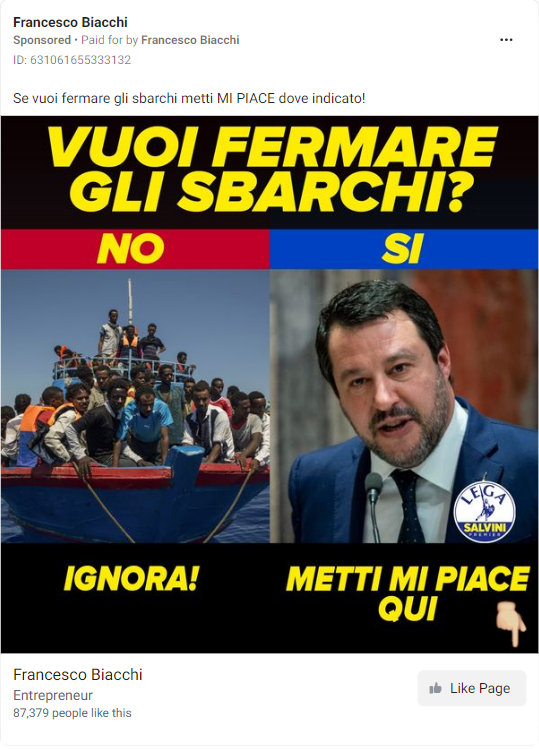 Francesco Biacchi
Sponsored • Paid for by Francesco Biacchi
ID: 631061655333132
Se vuoi fermare gli sbarchi metti MI PIACE dove indicato!
VUOI FERMARE
GLI SBARCHI?
NO
SI
LEGA
SALVINI
PREMIER
IGNORA!
METTI MI PIACE
QUI
Francesco Biacchi
Entrepreneur
87,379 people like this
Like Page